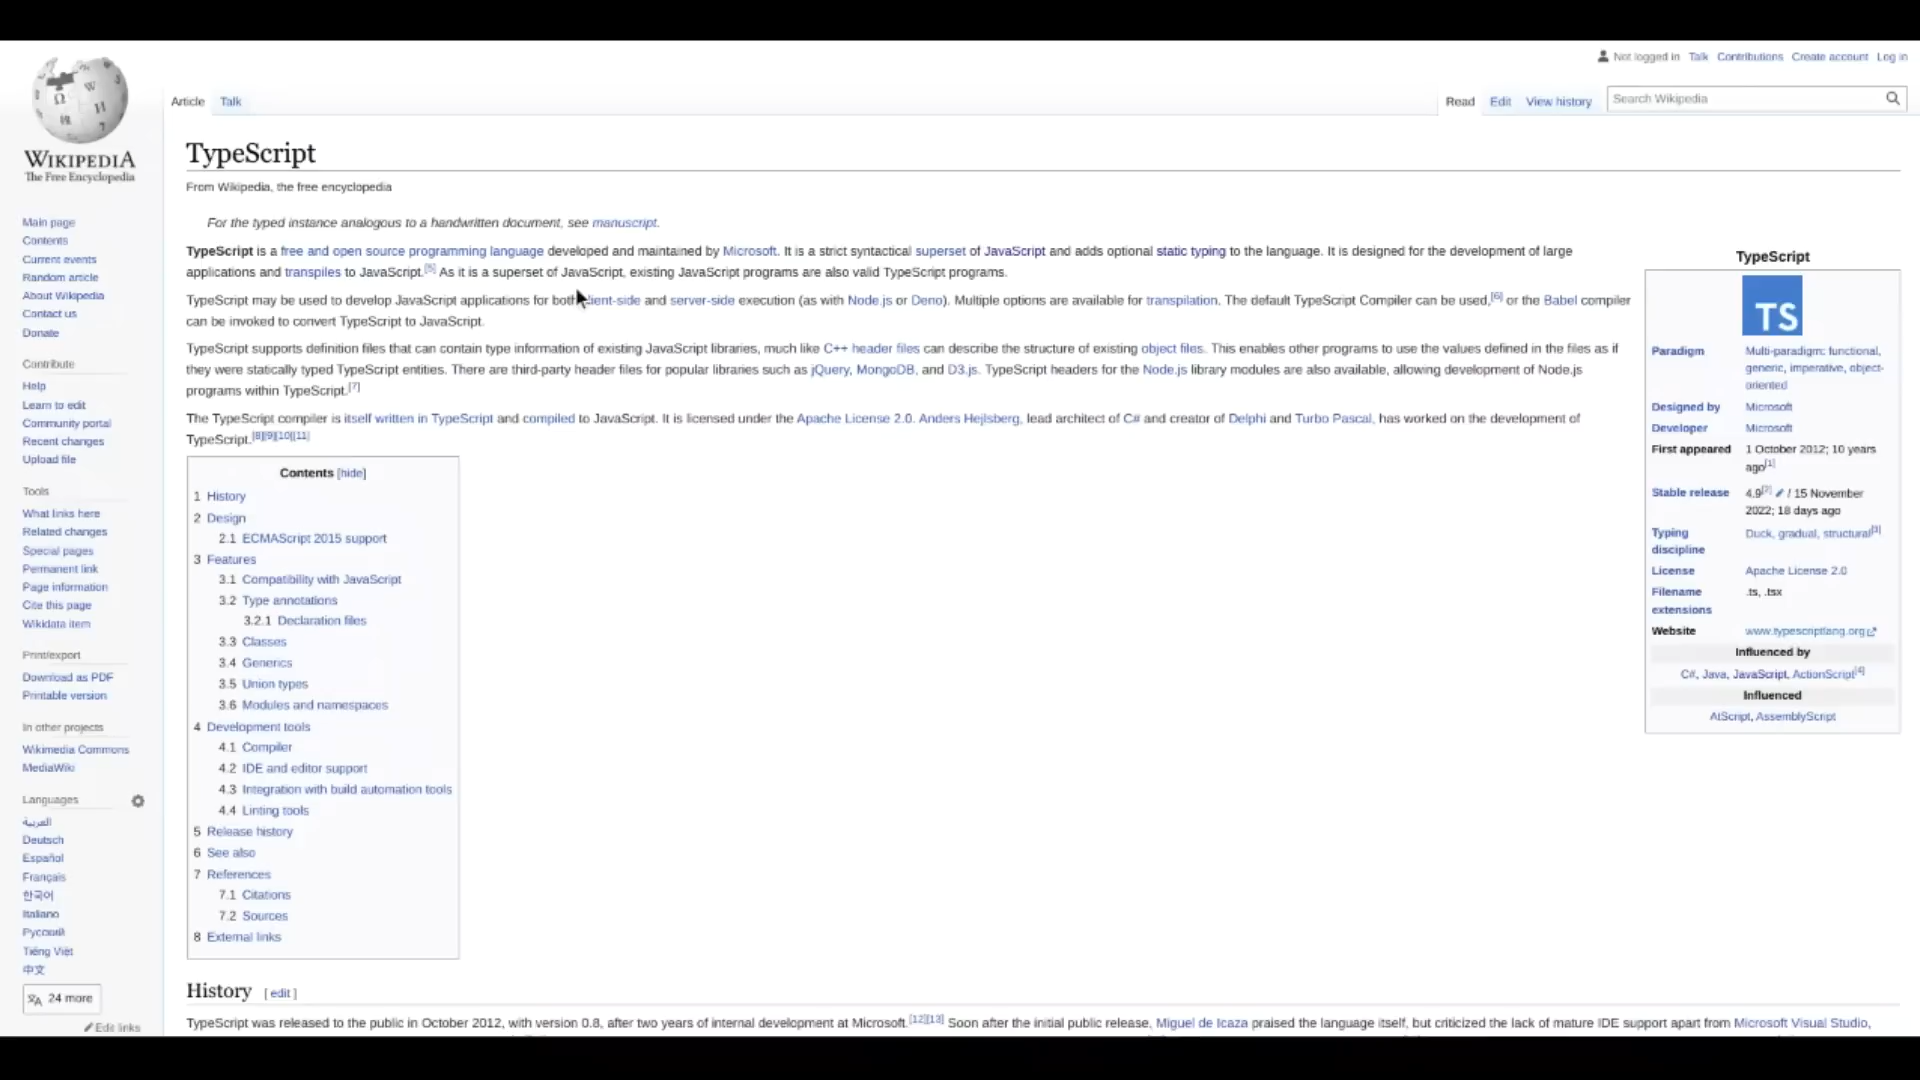 Not logged in Talk Contributions Create account Log in
Article Talk
Read Edit View history Search Wikipedia
WIKIPEDIA
The Free Encyclopedia
Main page
Contents
Current events
Random article
About Wikipedia
Contact us
Donate
Contribute
Help
Learn to edit
Community portal
Recent changes
Upload file
Tools
What links here
Related changes
Special pages
Permanent link
Page information
Cite this page
Wikidata item
Print/export
Download as PDF
Printable version
In other projects
Wikimedia Commons
MediaWiki
Languages
العربية
Deutsch
Español
Français
한국어
Italiano
Русский
Tiếng Việt
中文
24 more
Edit links
TypeScript
From Wikipedia, the free encyclopedia
For the typed instance analogous to a handwritten document, see manuscript.
TypeScript is a free and open source programming language developed and maintained by Microsoft. It is a strict syntactical superset of JavaScript and adds optional static typing to the language. It is designed for the development of large
applications and transpiles to JavaScript.[5] As it is a superset of JavaScript, existing JavaScript programs are also valid TypeScript programs.
TypeScript may be used to develop JavaScript applications for both client-side and server-side execution (as with Node.js or Deno). Multiple options are available for transpilation. The default TypeScript Compiler can be used,[6] or the Babel compiler
can be invoked to convert TypeScript to JavaScript.
TypeScript supports definition files that can contain type information of existing JavaScript libraries, much like C++ header files can describe the structure of existing object files. This enables other programs to use the values defined in the files as if
they were statically typed TypeScript entities. There are third-party header files for popular libraries such as jQuery, MongoDB, and D3.js. TypeScript headers for the Node.js library modules are also available, allowing development of Node.js
programs within TypeScript.[7]
The TypeScript compiler is itself written in TypeScript and compiled to JavaScript. It is licensed under the Apache License 2.0. Anders Hejlsberg, lead architect of C# and creator of Delphi and Turbo Pascal, has worked on the development of
TypeScript.[8][9][10][11]
Contents [hide]
1 History
2 Design
2.1 ECMAScript 2015 support
3 Features
3.1 Compatibility with JavaScript
3.2 Type annotations
3.2.1 Declaration files
3.3 Classes
3.4 Generics
3.5 Union types
3.6 Modules and namespaces
4 Development tools
4.1 Compiler
4.2 IDE and editor support
4.3 Integration with build automation tools
4.4 Linting tools
5 Release history
6 See also
7 References
7.1 Citations
7.2 Sources
8 External links
TypeScript
TS
Paradigm Multi-paradigm: functional,
generic, imperative, object-
oriented
Designed by Microsoft
Developer Microsoft
First appeared 1 October 2012; 10 years
ago[1]
Stable release 4.9[2] / 15 November
2022; 18 days ago
Typing Duck, gradual, structural[3]
discipline
License Apache License 2.0
Filename .ts, .tsx
extensions
Website www.typescriptlang.org
Influenced by
C#, Java, JavaScript, ActionScript[4]
Influenced
AtScript, AssemblyScript
History [ edit ]
TypeScript was released to the public in October 2012, with version 0.8, after two years of internal development at Microsoft.[12][13] Soon after the initial public release, Miguel de Icaza praised the language itself, but criticized the lack of mature IDE support apart from Microsoft Visual Studio,